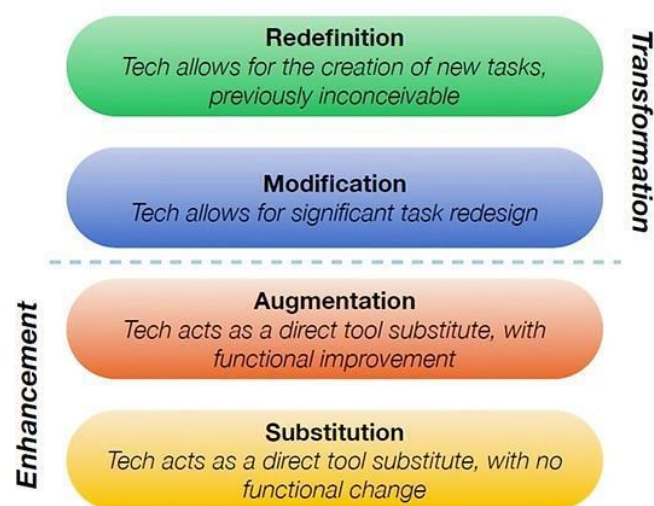 Redefinition
Tech allows for the creation of new tasks,
previously inconceivable
Transformation
Modification
Tech allows for significant task redesign
Augmentation
Tech acts as a direct tool substitute, with
functional improvement
Enhancement
Substitution
Tech acts as a direct tool substitute, with no
functional change